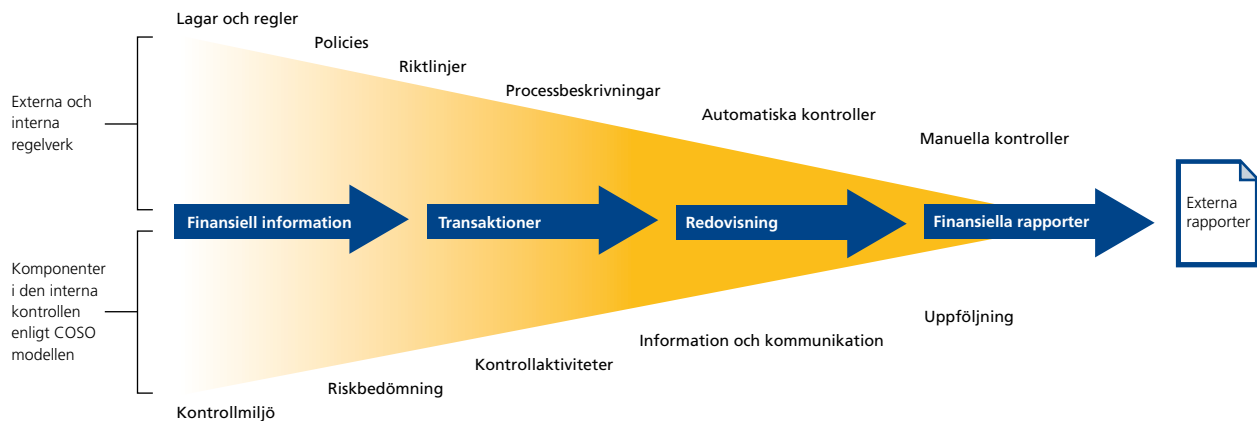 Lagar och regler
Policies
Riktlinjer
Processbeskrivningar
Automatiska kontroller
Manuella kontroller
Externa och
interna
regelverk
Finansiell information
Transaktioner
Redovisning
Finansiella rapporter
Externa
rapporter
Komponenter
i den interna
kontrollen
enligt COSO
modellen
Uppföljning
Information och kommunikation
Kontrollaktiviteter
Riskbedömning
Kontrollmiljö